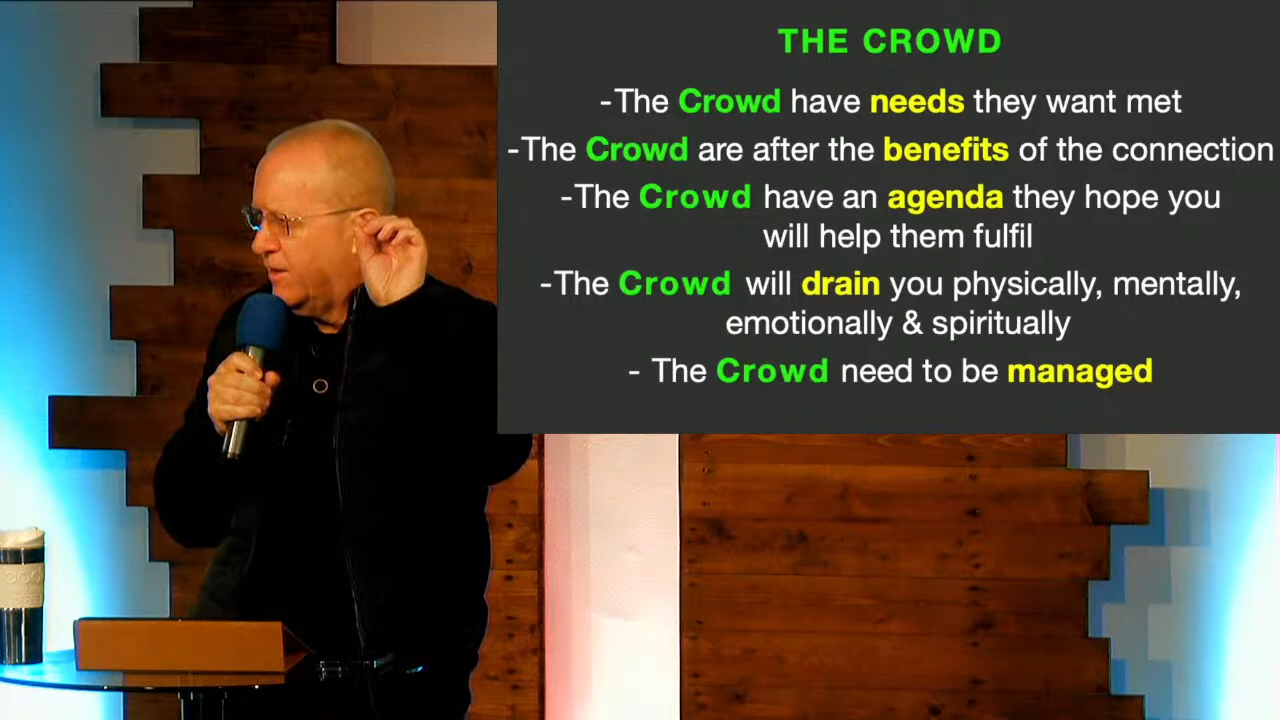 THE CROWD
-The Crowd have needs they want met
-The Crowd are after the benefits of the connection
-The Crowd have an agenda they hope you
will help them fulfil
-The Crowd will drain you physically, mentally,
emotionally & spiritually
- The Crowd need to be managed